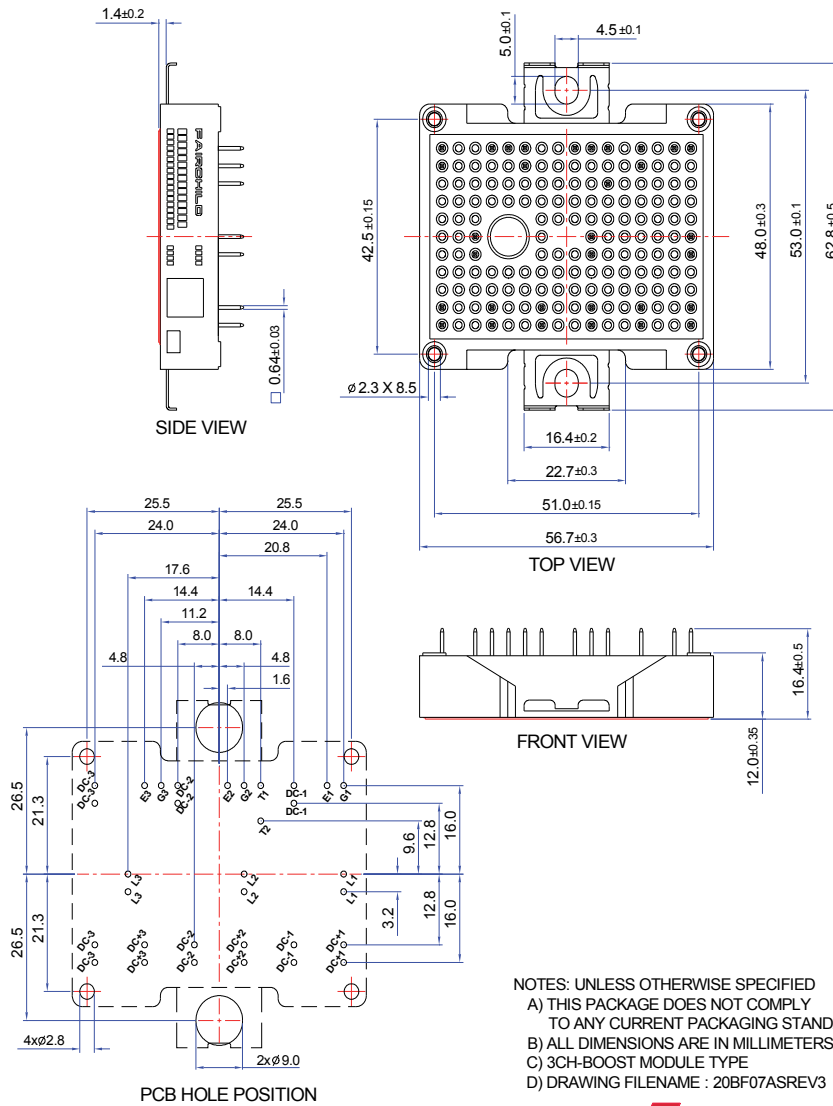 1.4±0.2
5.0±0.1
4.5±0.1
FAIRCHILD
42.5±0.15
48.0±0.3
53.0±0.1
62.8±0.5
□ 0.64±0.03
SIDE VIEW
ø2.3 X 8.5
16.4±0.2
22.7±0.3
51.0±0.15
56.7±0.3
TOP VIEW
25.5
25.5
24.0
24.0
20.8
17.6
14.4
14.4
11.2
8.0
8.0
4.8
4.8
1.6
16.4±0.5
12.0±0.35
FRONT VIEW
26.5
21.3
DC-3
DC-3
E3
G3
DC-2
DC-2
E2
G2
T1
DC-1
DC-1
E1
G1
T2
9.6
12.8
16.0
L3
L3
L2
L2
L1
L1
3.2
12.8
16.0
26.5
21.3
DC-3
DC+3
DC-2
DC+2
DC-1
DC+1
DC-3
DC+3
DC-2
DC+2
DC-1
DC+1
4xø2.8
2xø9.0
PCB HOLE POSITION
NOTES: UNLESS OTHERWISE SPECIFIED
A) THIS PACKAGE DOES NOT COMPLY
TO ANY CURRENT PACKAGING STAND
B) ALL DIMENSIONS ARE IN MILLIMETERS
C) 3CH-BOOST MODULE TYPE
D) DRAWING FILENAME : 20BF07ASREV3